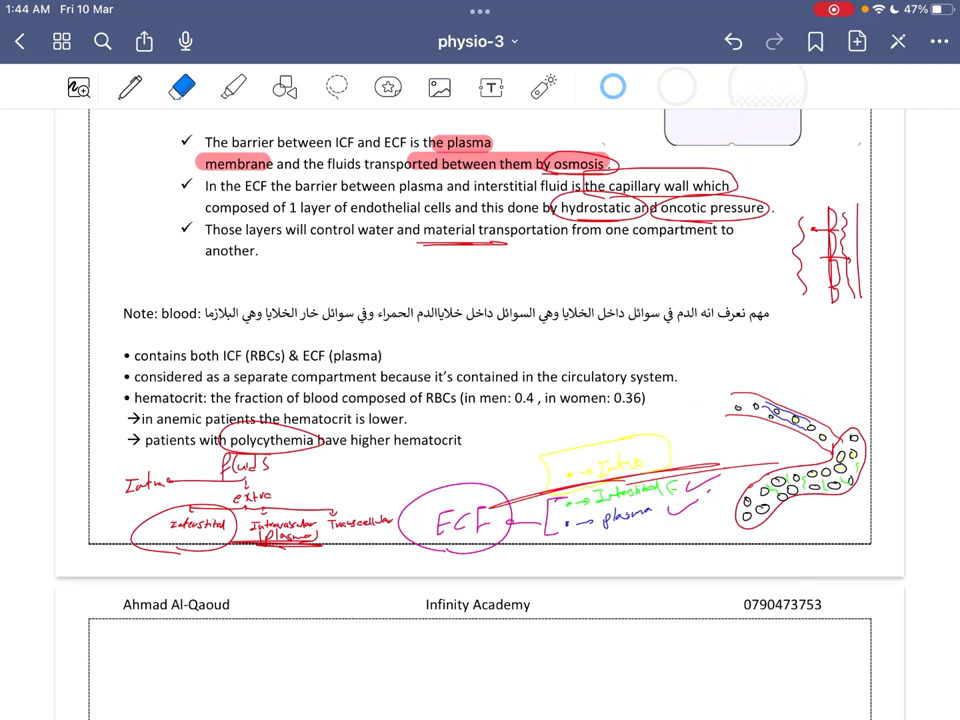 1:44 AM Fri 10 Mar
47%
physio-3
✓ The barrier between ICF and ECF is the plasma
membrane and the fluids transported between them by osmosis.
✓ In the ECF the barrier between plasma and interstitial fluid is the capillary wall which
composed of 1 layer of endothelial cells and this done by hydrostatic and oncotic pressure .
✓ Those layers will control water and material transportation from one compartment to
another.
Note: blood: مهم نعرف انه الدم في سوائل داخل الخلايا وهي السوائل داخل خلاياالدم الحمراء وفي سوائل خار الخلايا وهي البلازما
• contains both ICF (RBCs) & ECF (plasma)
• considered as a separate compartment because it’s contained in the circulatory system.
• hematocrit: the fraction of blood composed of RBCs (in men: 0.4 , in women: 0.36)
→in anemic patients the hematocrit is lower.
→ patients with polycythemia have higher hematocrit
fluids
extra
Interstital
Intravascular
(plasma)
Transcellular
ECF
• → Intra
• → Interstital F
• → plasma
Ahmad Al-Qaoud Infinity Academy 0790473753